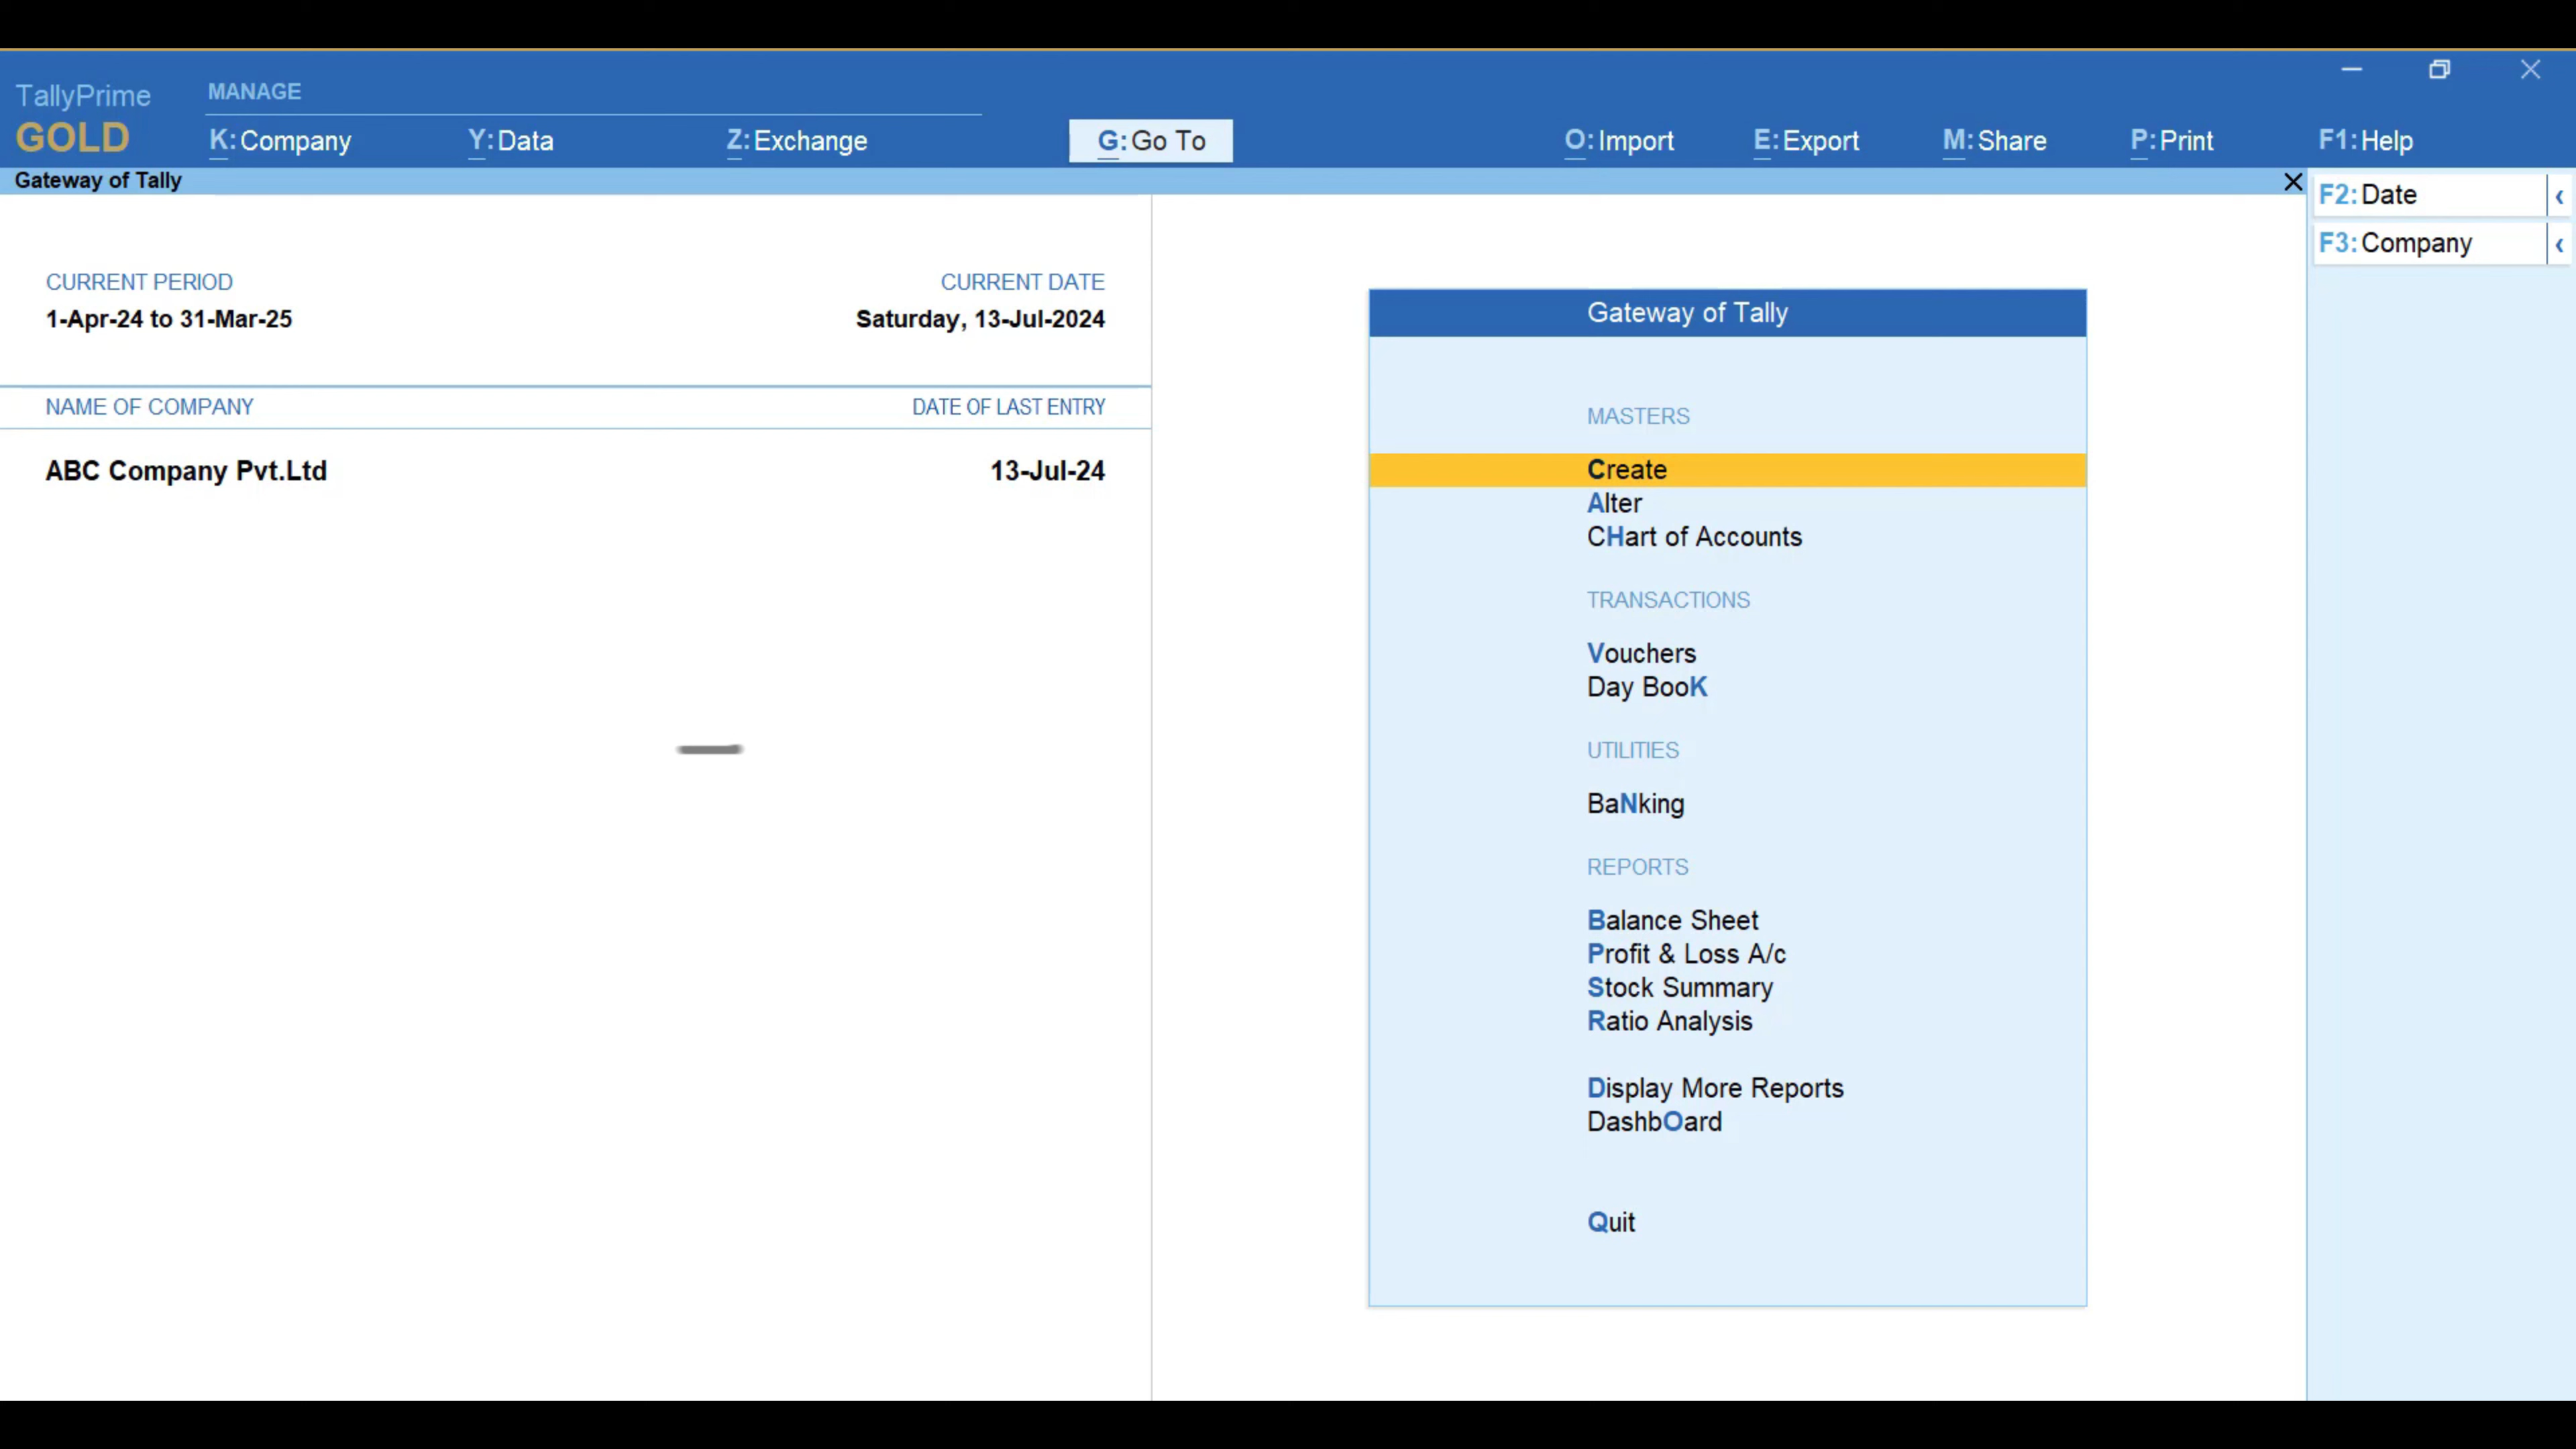 TallyPrime
GOLD
MANAGE
K: Company
Y: Data
Z: Exchange
G: Go To
O: Import
E: Export
M: Share
P: Print
F1: Help
Gateway of Tally
F2: Date
F3: Company
CURRENT PERIOD
CURRENT DATE
1-Apr-24 to 31-Mar-25
Saturday, 13-Jul-2024
NAME OF COMPANY
DATE OF LAST ENTRY
ABC Company Pvt.Ltd
13-Jul-24
Gateway of Tally
MASTERS
Create
Alter
CHart of Accounts
TRANSACTIONS
Vouchers
Day BooK
UTILITIES
BaNking
REPORTS
Balance Sheet
Profit & Loss A/c
Stock Summary
Ratio Analysis
Display More Reports
DashbOard
Quit